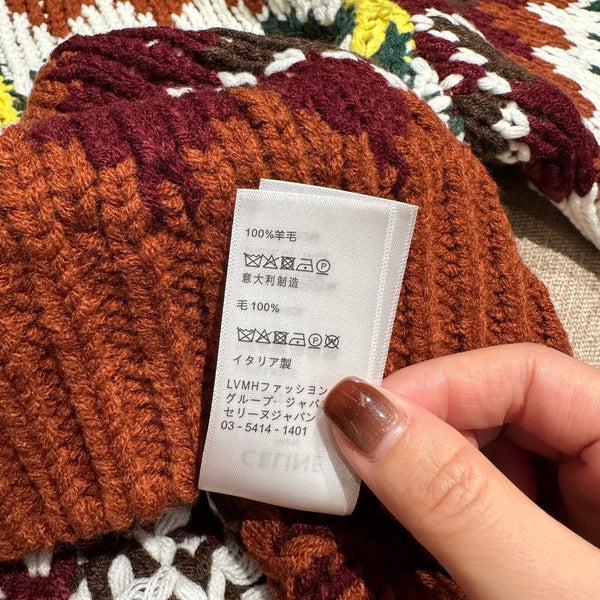 100%羊毛
意大利制造
毛 100%
イタリア製
LVMHファッション
グループ・ジャパン
セリーヌジャパン
03 - 5414 - 1401
CELINE